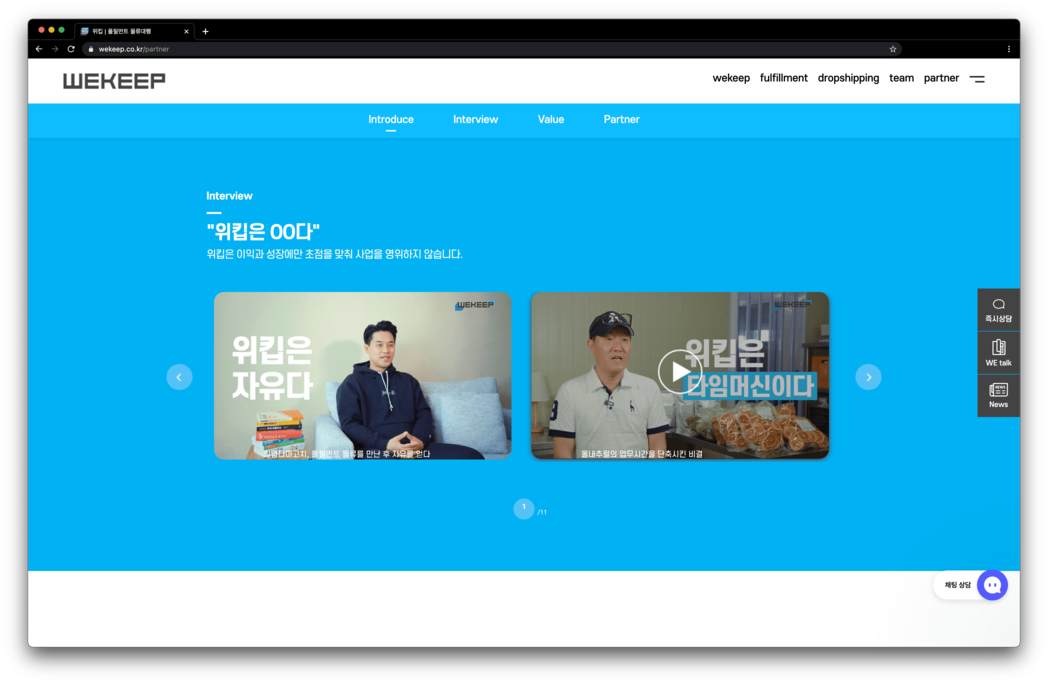 위킵 | 풀필먼트 물류대행
wekeep.co.kr/partner
WEKEEP
wekeep fulfillment dropshipping team partner
Introduce Interview Value Partner
Interview
"위킵은 OO다"
위킵은 이익과 성장에만 초점을 맞춰 사업을 영위하지 않습니다.
WEKEEP
위킵은
자유다
풀필먼트 물류를 만난 후 자유를 얻다
WEKEEP
위킵은
타임머신이다
올내추럴의 업무시간을 단축시킨 비결
1 /11
즉시상담
WE talk
NEWS
News
채팅 상담